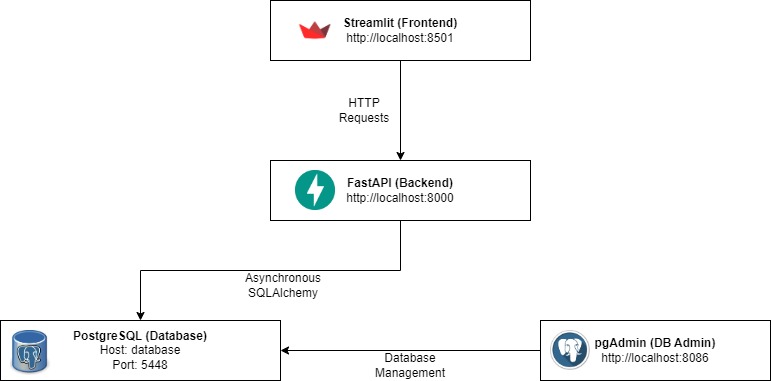 Streamlit (Frontend)
http://localhost:8501
HTTP
Requests
FastAPI (Backend)
http://localhost:8000
Asynchronous
SQLAlchemy
PostgreSQL (Database)
Host: database
Port: 5448
Database
Management
pgAdmin (DB Admin)
http://localhost:8086